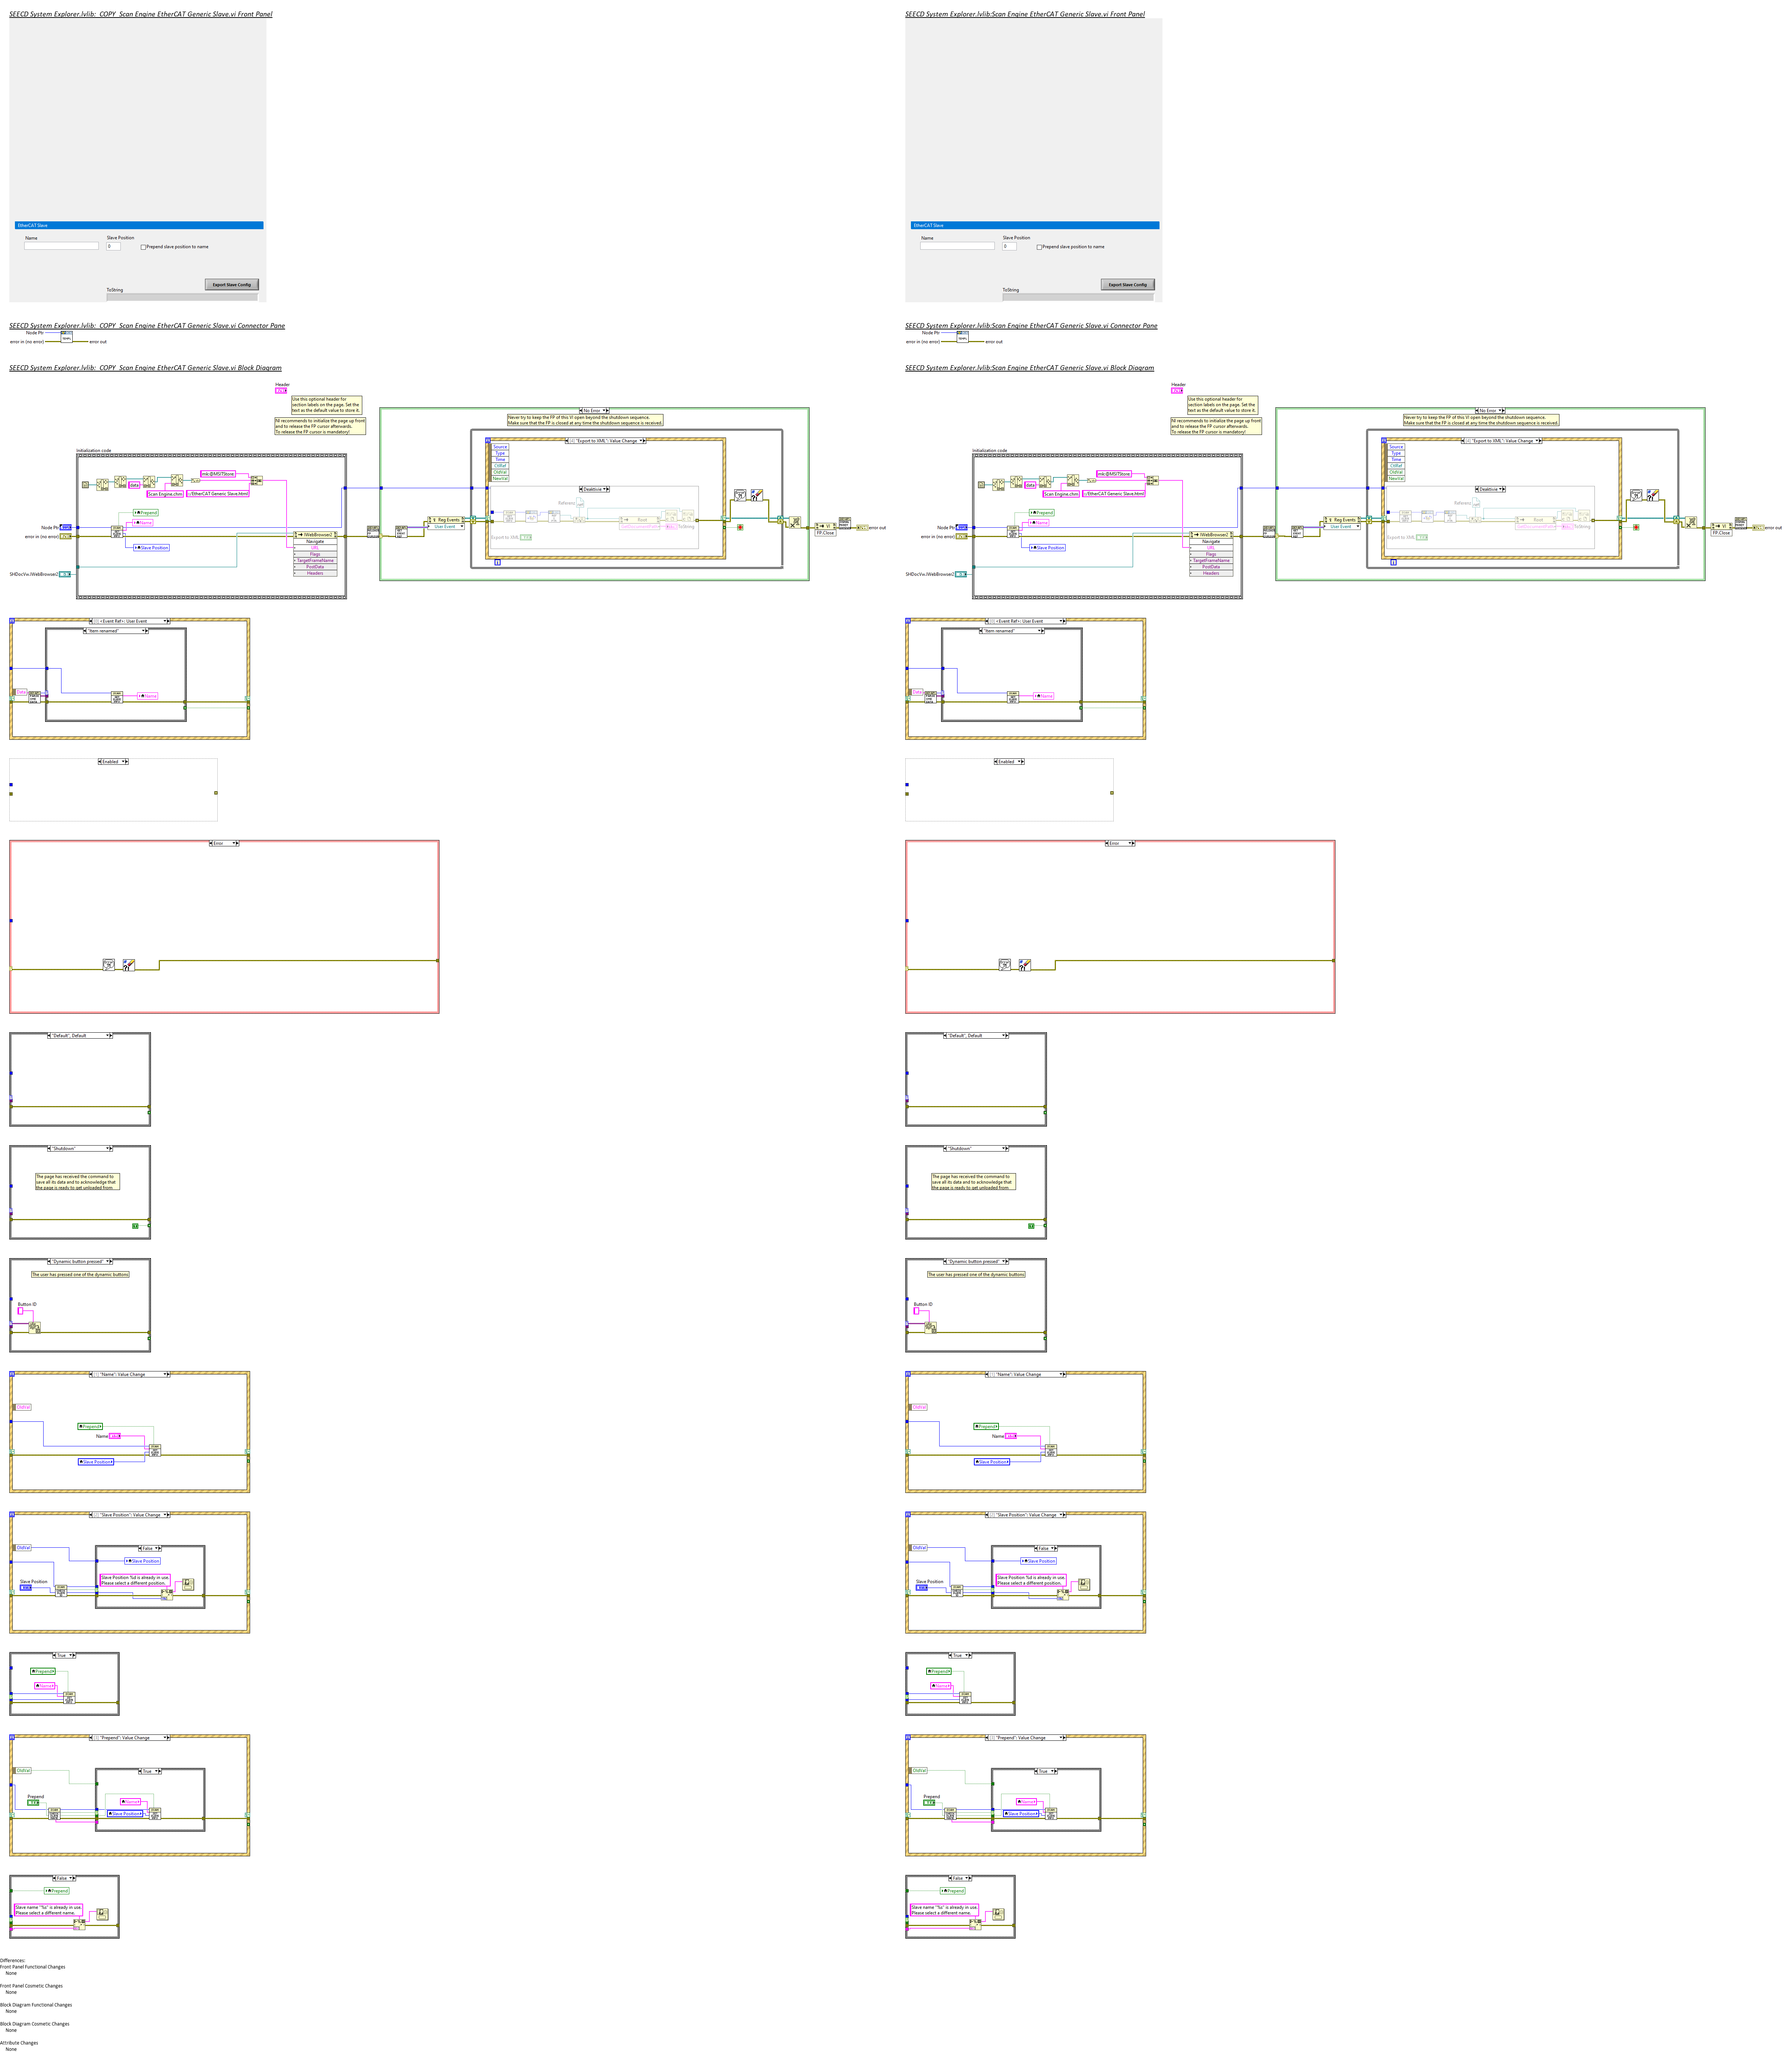 SEECD System Explorer.lvlib:_COPY_Scan Engine EtherCAT Generic Slave.vi Front Panel
EtherCAT Slave
Name
Slave Position
0
Prepend slave position to name
Export Slave Config
TxString
SEECD System Explorer.lvlib:_COPY_Scan Engine EtherCAT Generic Slave.vi Connector Pane
Node Ptr
error in (no error)
error out
SEECD System Explorer.lvlib:_COPY_Scan Engine EtherCAT Generic Slave.vi Block Diagram
Header
Use this optional header for
section labels on the page. Set the
text as the default value to store it.
NI recommends to initialize the page up front
and to release the FP cursor afterwards.
To release the FP cursor is mandatory!
No Error
Never try to keep the FP of this VI open beyond the shutdown sequence.
Make sure that the FP is closed at any time the shutdown sequence is received.
"Export to XML": Value Change
Source
Type
Time
CtlRef
OldVal
NewVal
Initialization code
mk:@MSITStore:
data
Scan Engine.chm
::/EtherCAT Generic Slave.html
Disabled
Prepend
Name
Node Ptr
error in (no error)
Slave Position
IWebBrowser2
Navigate
URL
Flags
TargetFrameName
PostData
Headers
SHDocVw.IWebBrowser2
Reg Events
User Event
Export to XML
Root
TxString
VI
FP.Close
error out
<Event Ref>: User Event
"Item renamed"
Data
Name
Enabled
Error
"Default", Default
"Shutdown"
The page has received the command to
save all its data and to acknowledge that
the page is ready to get unloaded from
"Dynamic button pressed"
The user has pressed one of the dynamic buttons
Button ID
"Name": Value Change
OldVal
Prepend
Name
Slave Position
"Slave Position": Value Change
OldVal
False
Slave Position
Slave Position %d is already in use.
Please select a different position.
Slave Position
True
Prepend
Name
"Prepend": Value Change
OldVal
True
Prepend
Name
Slave Position
False
Prepend
Slave name "%s" is already in use.
Please select a different name.
Differences:
Front Panel Functional Changes
None
Front Panel Cosmetic Changes
None
Block Diagram Functional Changes
None
Block Diagram Cosmetic Changes
None
Attribute Changes
None
SEECD System Explorer.lvlib:Scan Engine EtherCAT Generic Slave.vi Front Panel
EtherCAT Slave
Name
Slave Position
0
Prepend slave position to name
Export Slave Config
TxString
SEECD System Explorer.lvlib:Scan Engine EtherCAT Generic Slave.vi Connector Pane
Node Ptr
error in (no error)
error out
SEECD System Explorer.lvlib:Scan Engine EtherCAT Generic Slave.vi Block Diagram
Header
Use this optional header for
section labels on the page. Set the
text as the default value to store it.
NI recommends to initialize the page up front
and to release the FP cursor afterwards.
To release the FP cursor is mandatory!
No Error
Never try to keep the FP of this VI open beyond the shutdown sequence.
Make sure that the FP is closed at any time the shutdown sequence is received.
"Export to XML": Value Change
Source
Type
Time
CtlRef
OldVal
NewVal
Initialization code
mk:@MSITStore:
data
Scan Engine.chm
::/EtherCAT Generic Slave.html
Disabled
Prepend
Name
Node Ptr
error in (no error)
Slave Position
IWebBrowser2
Navigate
URL
Flags
TargetFrameName
PostData
Headers
SHDocVw.IWebBrowser2
Reg Events
User Event
Export to XML
Root
TxString
VI
FP.Close
error out
<Event Ref>: User Event
"Item renamed"
Data
Name
Enabled
Error
"Default", Default
"Shutdown"
The page has received the command to
save all its data and to acknowledge that
the page is ready to get unloaded from
"Dynamic button pressed"
The user has pressed one of the dynamic buttons
Button ID
"Name": Value Change
OldVal
Prepend
Name
Slave Position
"Slave Position": Value Change
OldVal
False
Slave Position
Slave Position %d is already in use.
Please select a different position.
Slave Position
True
Prepend
Name
"Prepend": Value Change
OldVal
True
Prepend
Name
Slave Position
False
Prepend
Slave name "%s" is already in use.
Please select a different name.